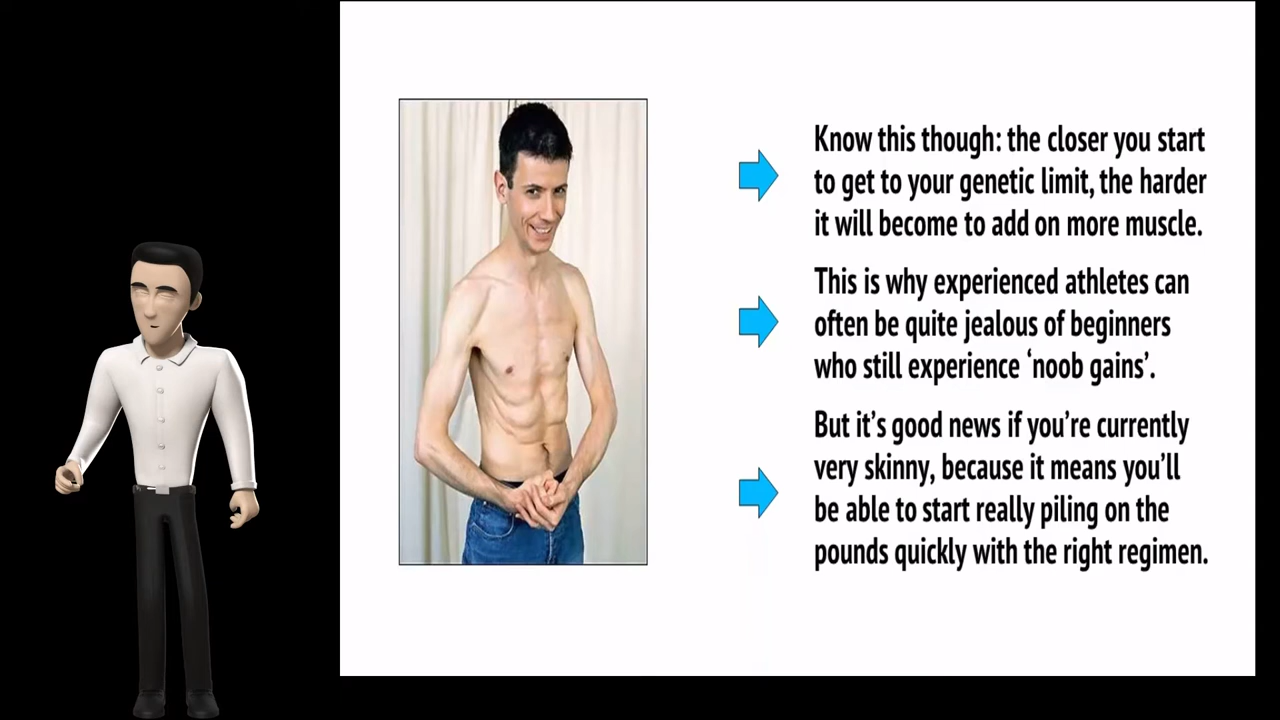 Know this though: the closer you start
to get to your genetic limit, the harder
it will become to add on more muscle.
This is why experienced athletes can
often be quite jealous of beginners
who still experience ‘noob gains’.
But it’s good news if you’re currently
very skinny, because it means you’ll
be able to start really piling on the
pounds quickly with the right regimen.